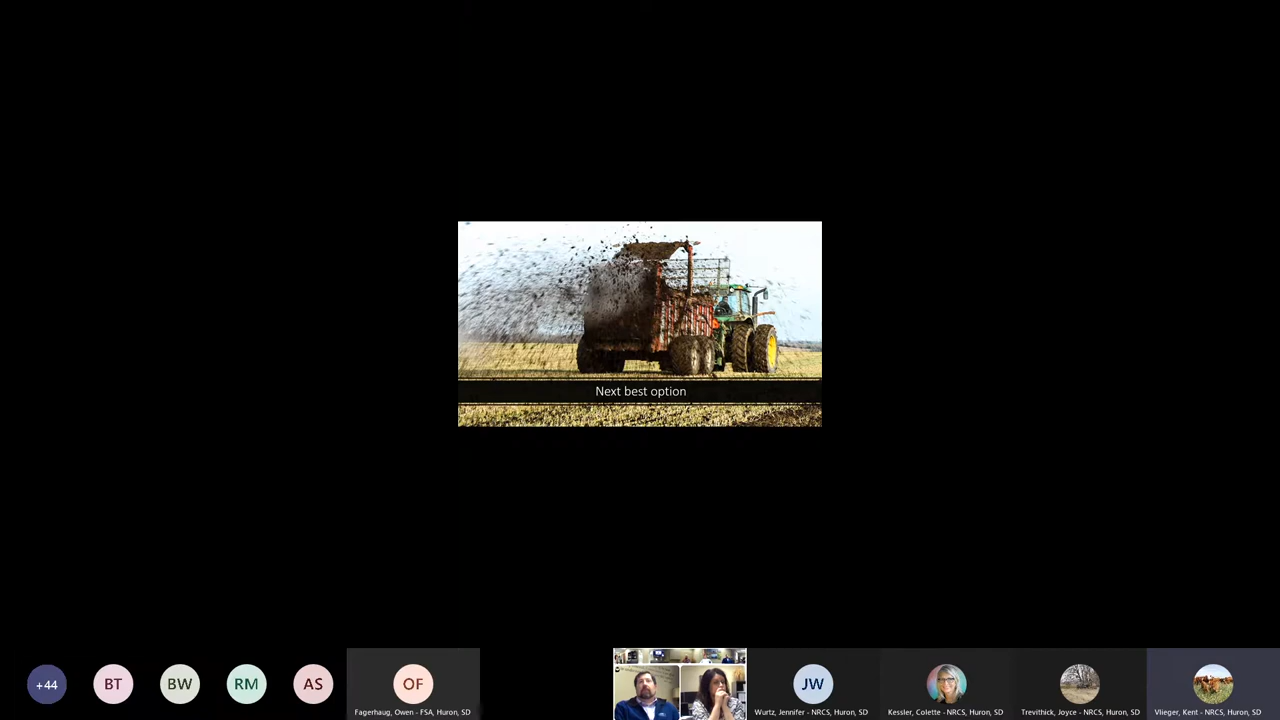 Next best option
+44
BT
BW
RM
AS
OF
Fagerhaug, Owen - FSA, Huron, SD
JW
Wurtz, Jennifer - NRCS, Huron, SD
Kessler, Colette - NRCS, Huron, SD
Trevithick, Joyce - NRCS, Huron, SD
Vlieger, Kent - NRCS, Huron, SD